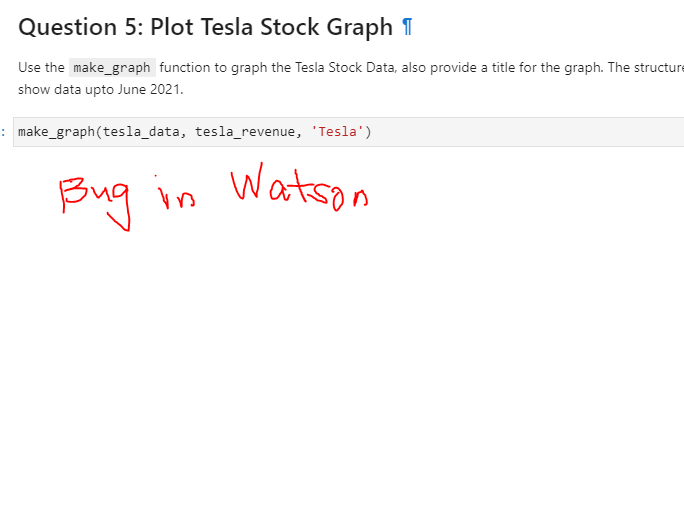 Question 5: Plot Tesla Stock Graph ¶
Use the make_graph function to graph the Tesla Stock Data, also provide a title for the graph. The structure
show data upto June 2021.
: make_graph(tesla_data, tesla_revenue, 'Tesla')
Bug in Watson